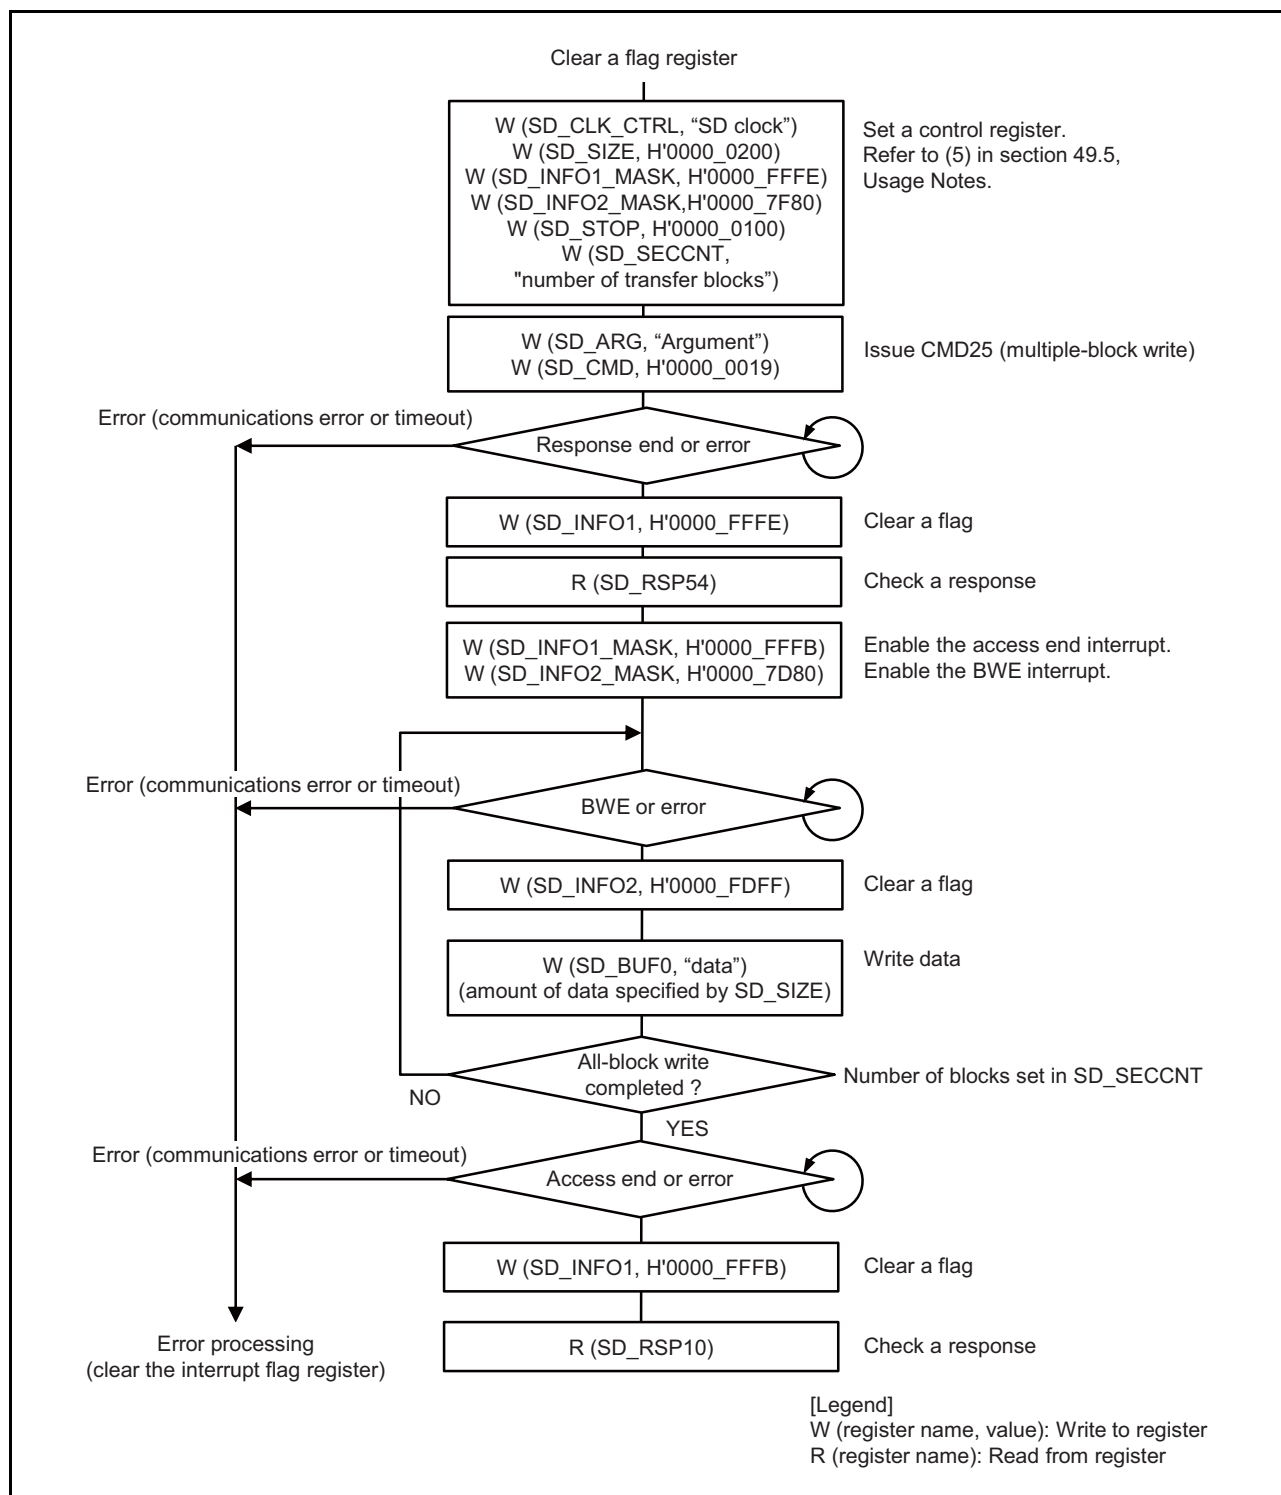 Clear a flag register
W (SD_CLK_CTRL, “SD clock”)
W (SD_SIZE, H'0000_0200)
W (SD_INFO1_MASK, H'0000_FFFE)
W (SD_INFO2_MASK,H'0000_7F80)
W (SD_STOP, H'0000_0100)
W (SD_SECCNT,
"number of transfer blocks”)
Set a control register.
Refer to (5) in section 49.5,
Usage Notes.
W (SD_ARG, “Argument”)
W (SD_CMD, H'0000_0019)
Issue CMD25 (multiple-block write)
Error (communications error or timeout)
Response end or error
W (SD_INFO1, H'0000_FFFE)
Clear a flag
R (SD_RSP54)
Check a response
W (SD_INFO1_MASK, H'0000_FFFB)
W (SD_INFO2_MASK, H'0000_7D80)
Enable the access end interrupt.
Enable the BWE interrupt.
Error (communications error or timeout)
BWE or error
W (SD_INFO2, H'0000_FDFF)
Clear a flag
W (SD_BUF0, “data”)
(amount of data specified by SD_SIZE)
Write data
All-block write
completed ?
Number of blocks set in SD_SECCNT
NO
YES
Error (communications error or timeout)
Access end or error
W (SD_INFO1, H'0000_FFFB)
Clear a flag
Error processing
(clear the interrupt flag register)
R (SD_RSP10)
Check a response
[Legend]
W (register name, value): Write to register
R (register name): Read from register